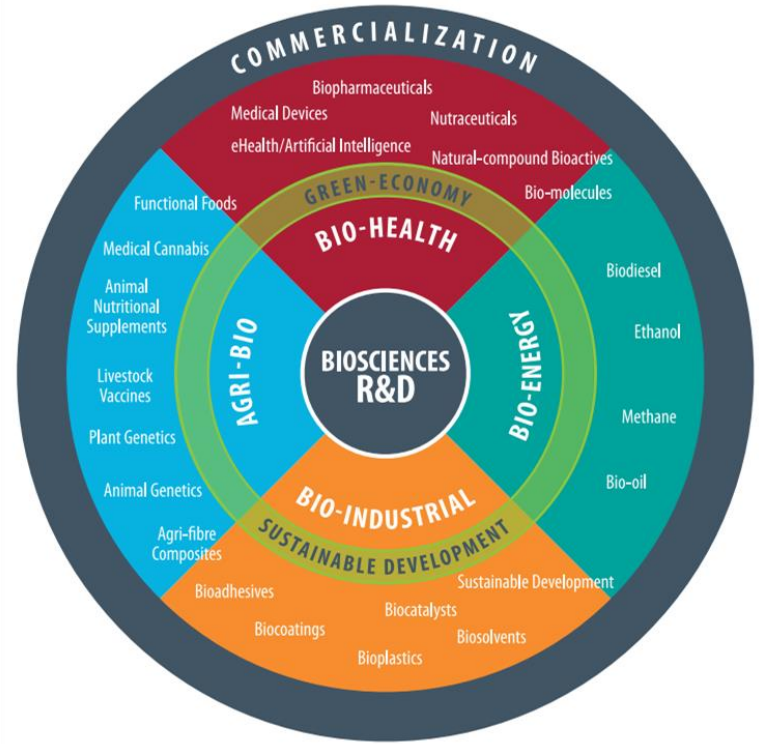 COMMERCIALIZATION
Biopharmaceuticals
Medical Devices
Nutraceuticals
eHealth/Artificial Intelligence
Natural-compound Bioactives
Bio-molecules
GREEN-ECONOMY
BIO-HEALTH
Functional Foods
Medical Cannabis
Animal
Nutritional
Supplements
Livestock
Vaccines
Plant Genetics
Animal Genetics
Agri-fibre
Composites
AGRI-BIO
BIOSCIENCES
R&D
BIO-ENERGY
Biodiesel
Ethanol
Methane
Bio-oil
BIO-INDUSTRIAL
SUSTAINABLE DEVELOPMENT
Sustainable Development
Bioadhesives
Biocatalysts
Biocoatings
Biosolvents
Bioplastics